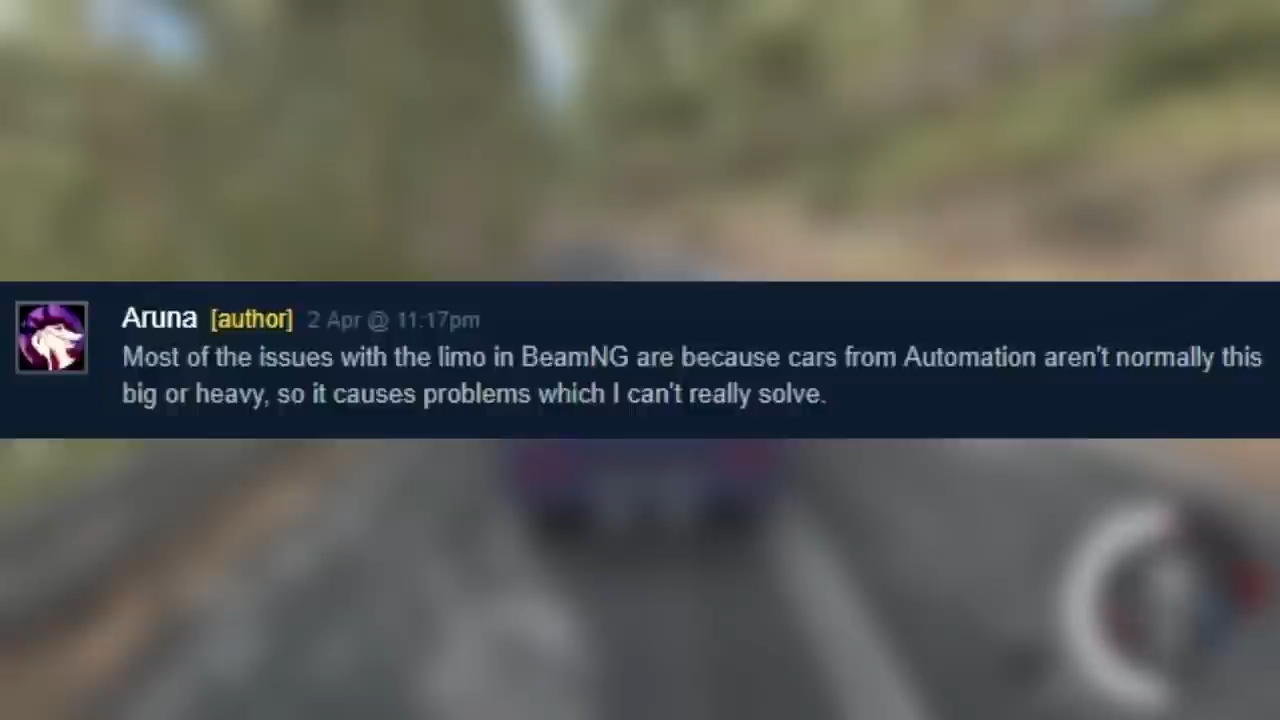 Aruna [author] 2 Apr @ 11:17pm
Most of the issues with the limo in BeamNG are because cars from Automation aren't normally this
big or heavy, so it causes problems which I can't really solve.